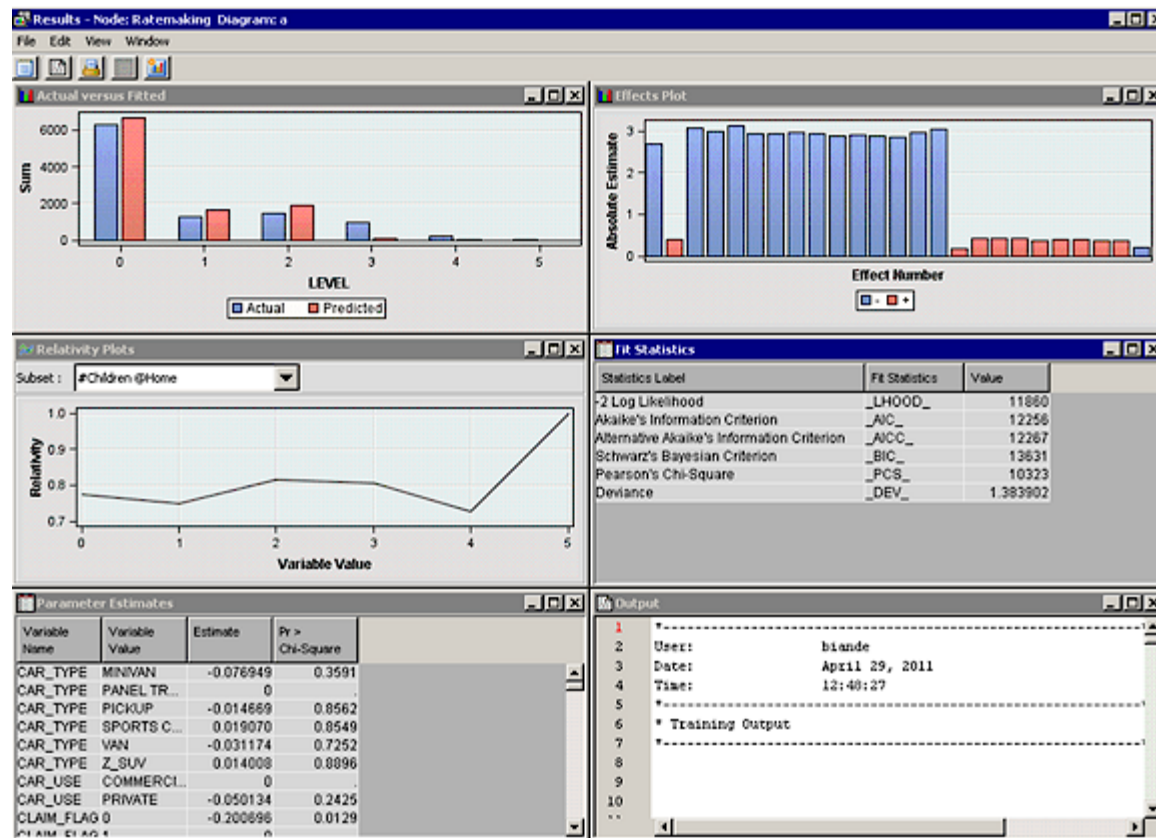 Results - Node: Ratemaking Diagram: a
File Edit View Window
Actual versus Fitted
6000
4000
2000
0
Sum
0 1 2 3 4 5
LEVEL
Actual Predicted
Effects Plot
3
2
1
0
Absolute Estimate
Effect Number
- +
Relativity Plots
Subset : #Children @Home
1.0
0.9
0.8
0.7
Relativity
0 1 2 3 4 5
Variable Value
Fit Statistics
Statistics Label Fit Statistics Value
-2 Log Likelihood _LHOOD_ 11860
Akaike's Information Criterion _AIC_ 12256
Alternative Akaike's Information Criterion _AICC_ 12267
Schwarz's Bayesian Criterion _BIC_ 13631
Pearson's Chi-Square _PCS_ 10323
Deviance _DEV_ 1.383902
Parameter Estimates
Variable Name Variable Value Estimate Pr > Chi-Square
CAR_TYPE MINIVAN -0.076949 0.3591
CAR_TYPE PANEL TR... 0 .
CAR_TYPE PICKUP -0.014669 0.8562
CAR_TYPE SPORTS C... 0.019070 0.8549
CAR_TYPE VAN -0.031174 0.7252
CAR_TYPE Z_SUV 0.014008 0.8896
CAR_USE COMMERCI... 0 .
CAR_USE PRIVATE -0.050134 0.2425
CLAIM_FLAG 0 -0.200696 0.0129
CLAIM_FLAG 1 0
Output
1 *----------------------------------------*
2 User: biande
3 Date: April 29, 2011
4 Time: 12:48:27
5 *----------------------------------------*
6 * Training Output
7 *----------------------------------------*
8
9
10